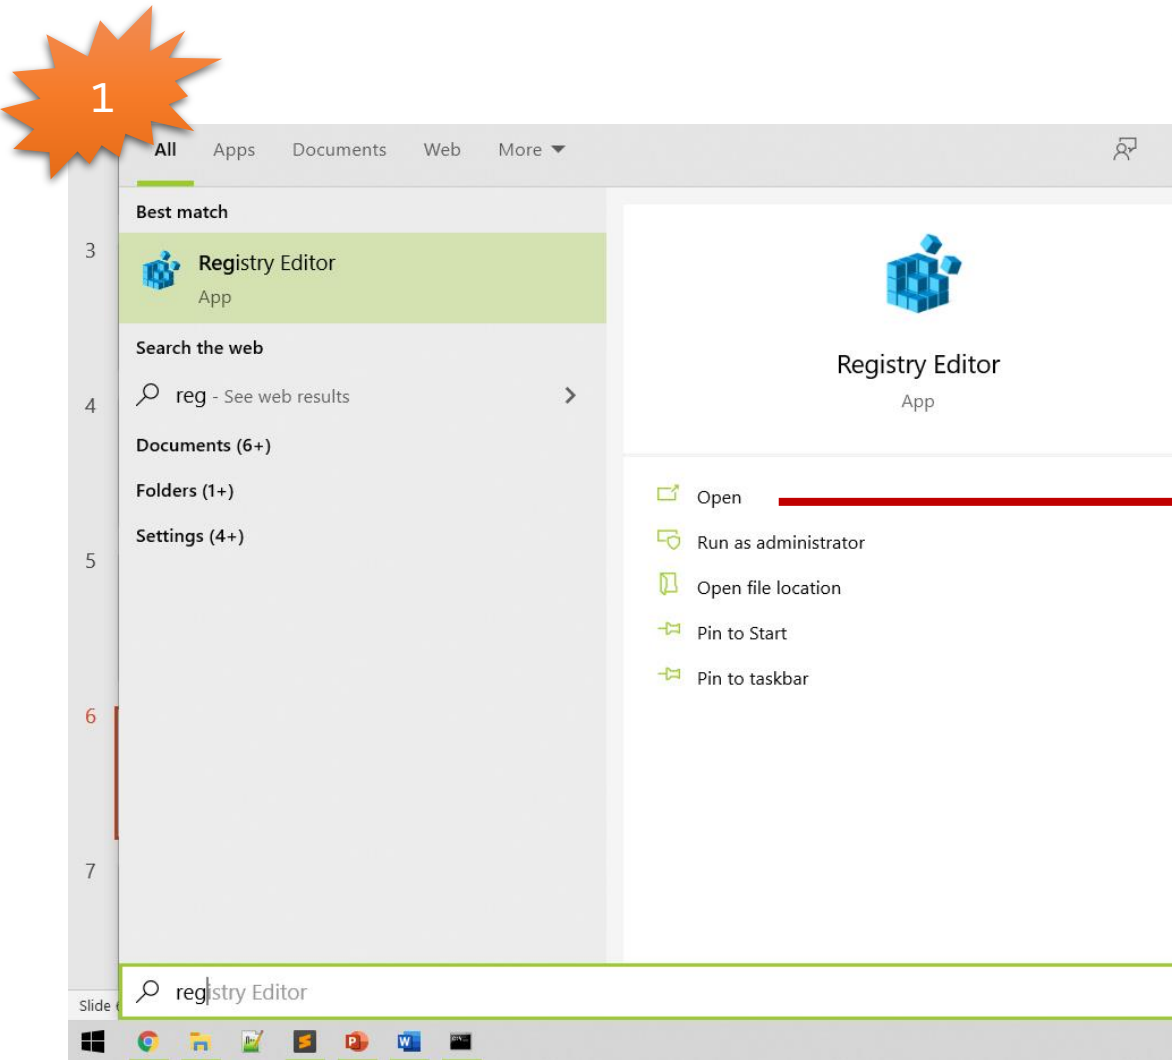 1
All Apps Documents Web More
Best match
Registry Editor
App
Search the web
reg - See web results
Documents (6+)
Folders (1+)
Settings (4+)
Registry Editor
App
Open
Run as administrator
Open file location
Pin to Start
Pin to taskbar
3
4
5
6
7
Slide
registry Editor